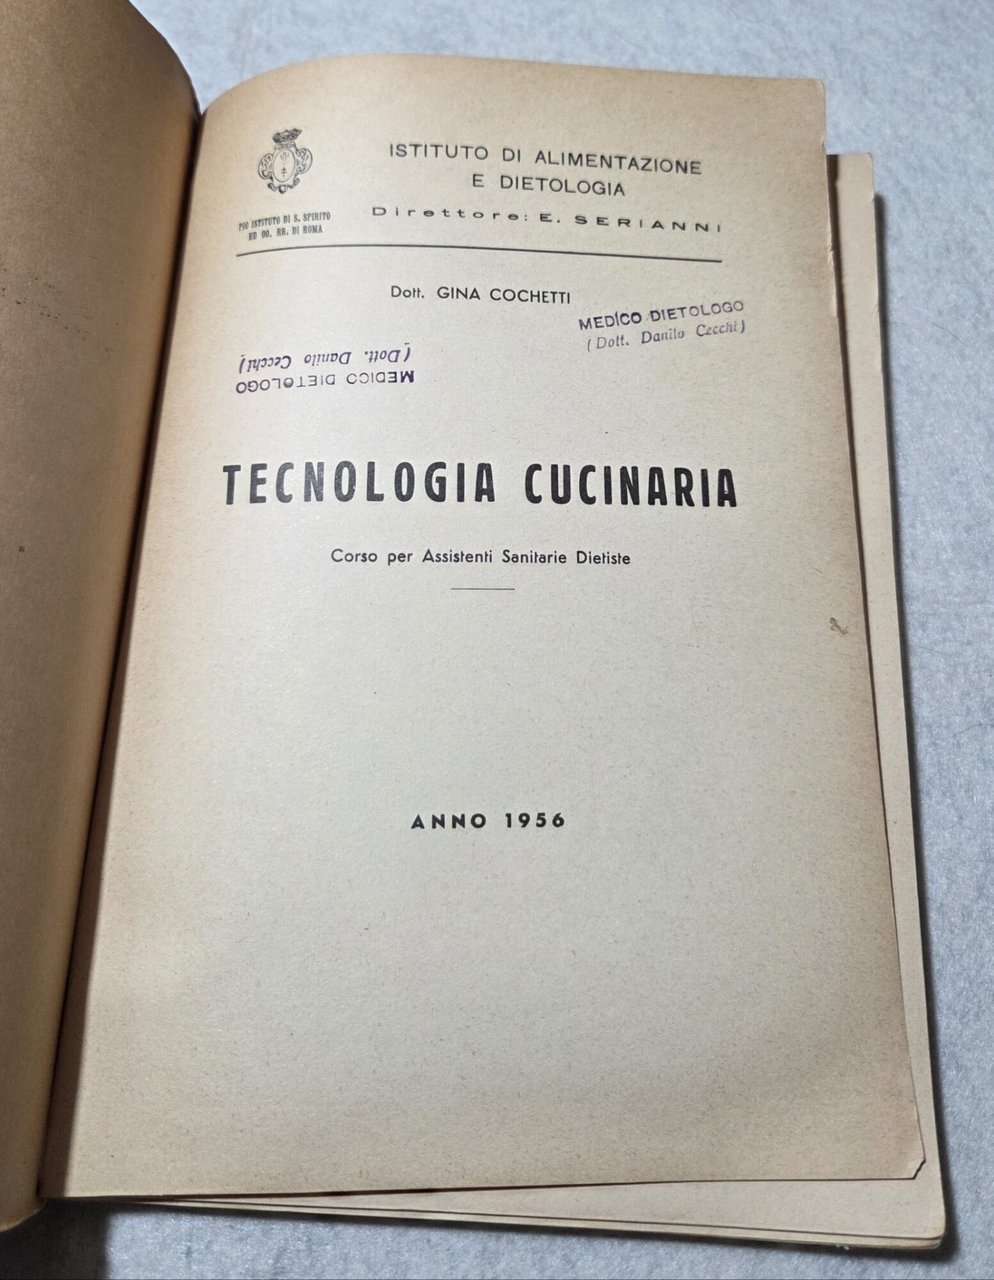 ISTITUTO DI ALIMENTAZIONE
E DIETOLOGIA
Direttore: E. SERIANNI
PIO ISTITUTO DI S. SPIRITO
ED OO. RR. DI ROMA
Dott. GINA COCHETTI
MEDICO DIETOLOGO
(Dott. Danilo Cecchi)
MEDICO DIETOLOGO
(Dott. Danilo Cecchi)
TECNOLOGIA CUCINARIA
Corso per Assistenti Sanitarie Dietiste
ANNO 1956